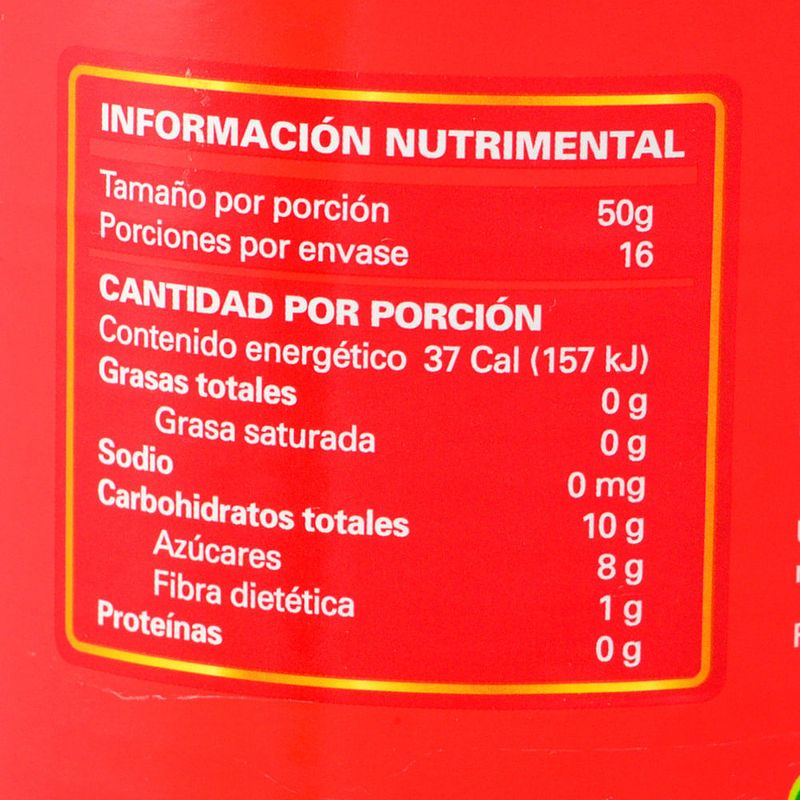 INFORMACIÓN NUTRIMENTAL
Tamaño por porción 50g
Porciones por envase 16
CANTIDAD POR PORCIÓN
Contenido energético 37 Cal (157 kJ)
Grasas totales 0 g
Grasa saturada 0 g
Sodio 0 mg
Carbohidratos totales 10 g
Azúcares 8 g
Fibra dietética 1 g
Proteínas 0 g